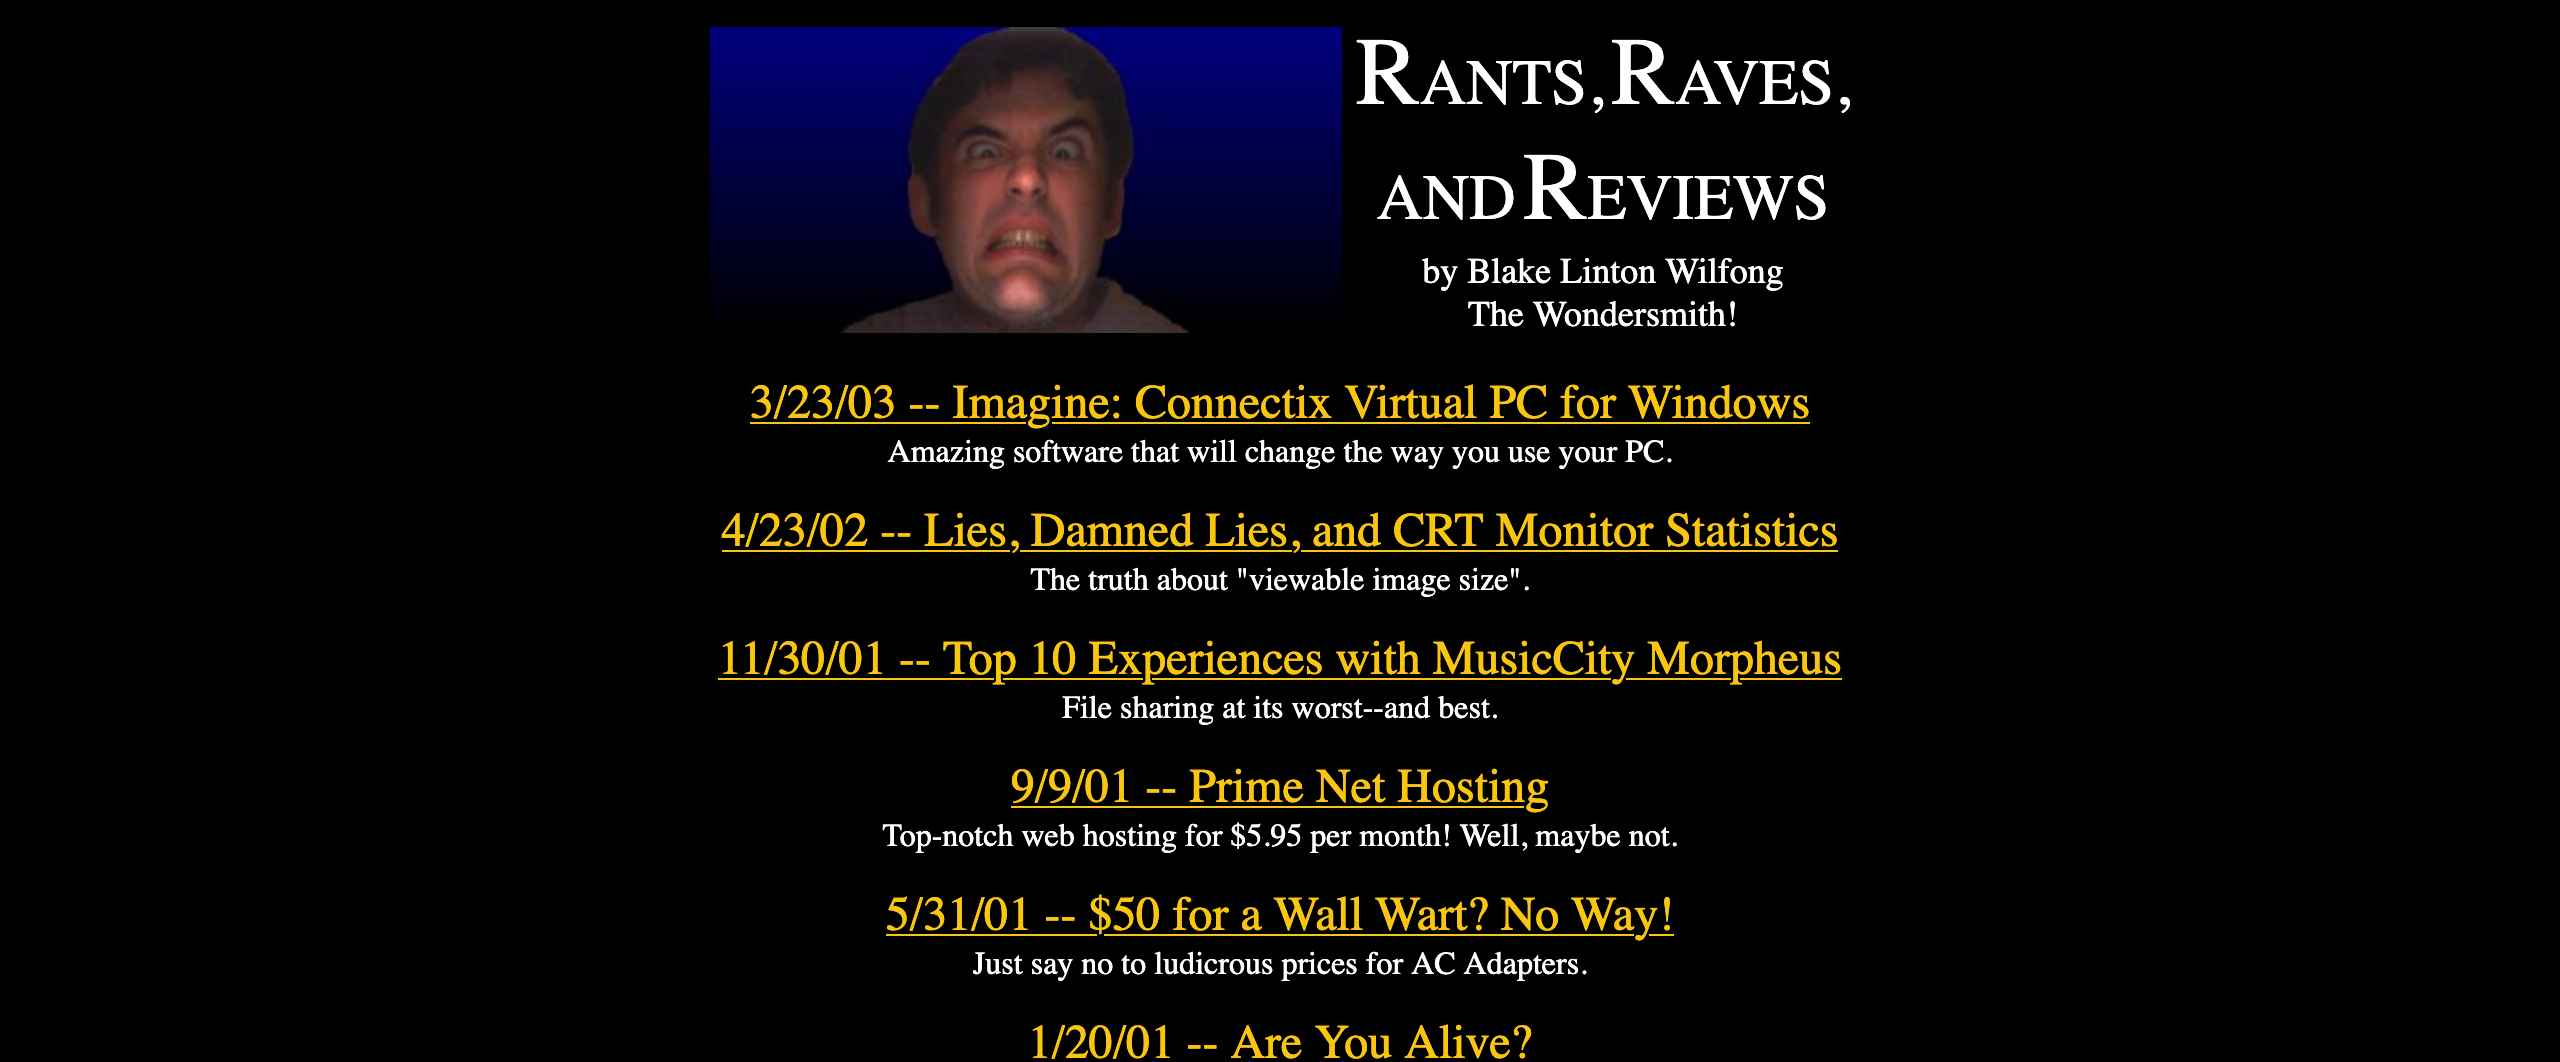 Rants, Raves,
and Reviews
by Blake Linton Wilfong
The Wondersmith!
3/23/03 -- Imagine: Connectix Virtual PC for Windows
Amazing software that will change the way you use your PC.
4/23/02 -- Lies, Damned Lies, and CRT Monitor Statistics
The truth about "viewable image size".
11/30/01 -- Top 10 Experiences with MusicCity Morpheus
File sharing at its worst--and best.
9/9/01 -- Prime Net Hosting
Top-notch web hosting for $5.95 per month! Well, maybe not.
5/31/01 -- $50 for a Wall Wart? No Way!
Just say no to ludicrous prices for AC Adapters.
1/20/01 -- Are You Alive?